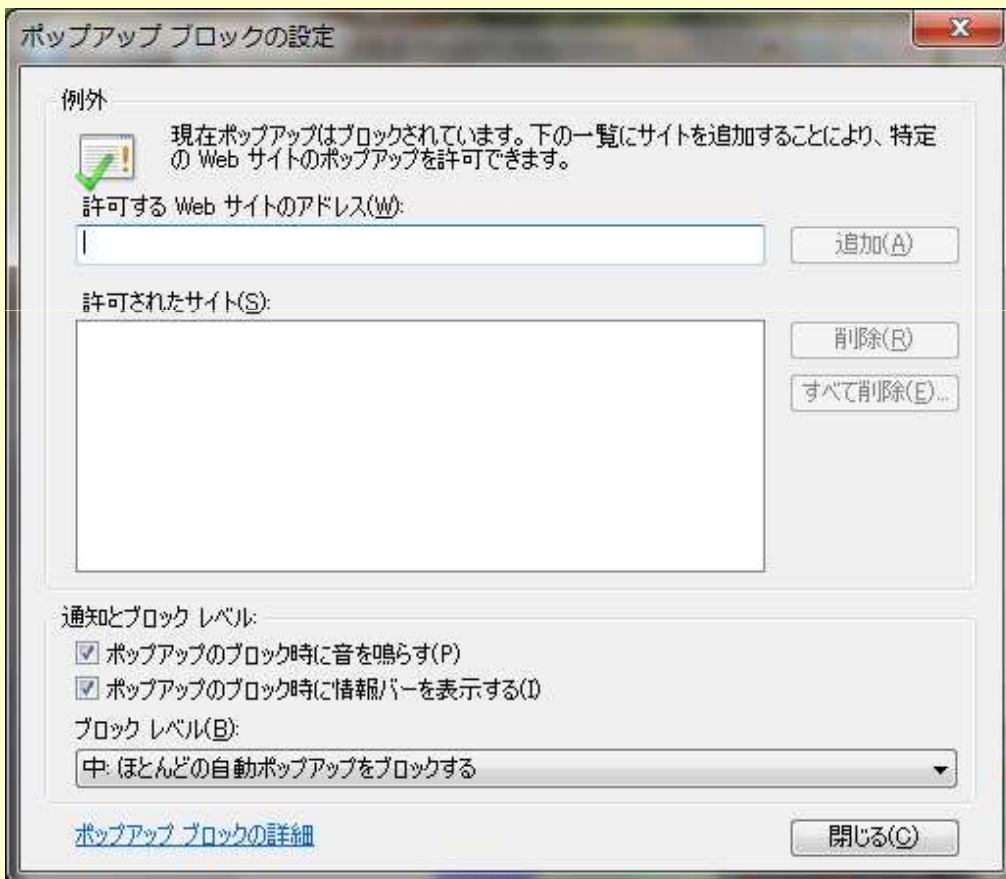 ポップアップ ブロックの設定
例外
現在ポップアップはブロックされています。下の一覧にサイトを追加することにより、特定
の Web サイトのポップアップを許可できます。
許可する Web サイトのアドレス(W):
追加(A)
許可されたサイト(S):
削除(R)
すべて削除(E)...
通知とブロック レベル:
ポップアップのブロック時に音を鳴らす(P)
ポップアップのブロック時に情報バーを表示する(I)
ブロック レベル(B):
中: ほとんどの自動ポップアップをブロックする
ポップアップ ブロックの詳細
閉じる(C)